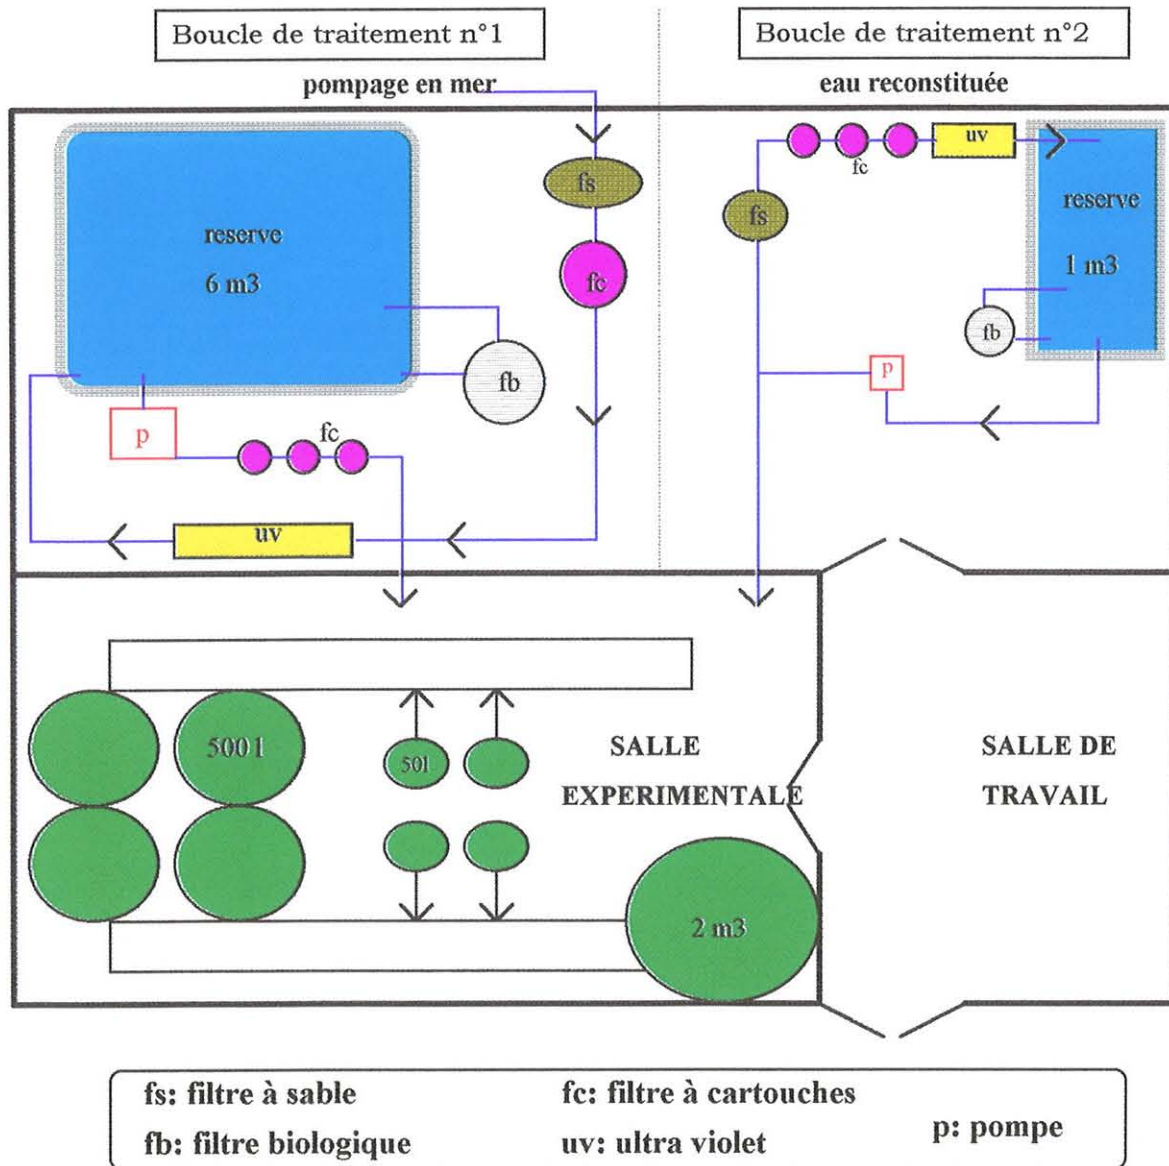 Boucle de traitement n°1
Boucle de traitement n°2
pompage en mer
eau reconstituée
reserve
6 m3
fs
fc
fb
p
fc
uv
fc
uv
fs
reserve
1 m3
fb
p
500 l
50l
SALLE
EXPERIMENTALE
2 m3
SALLE DE
TRAVAIL
fs: filtre à sable
fc: filtre à cartouches
fb: filtre biologique
uv: ultra violet
p: pompe